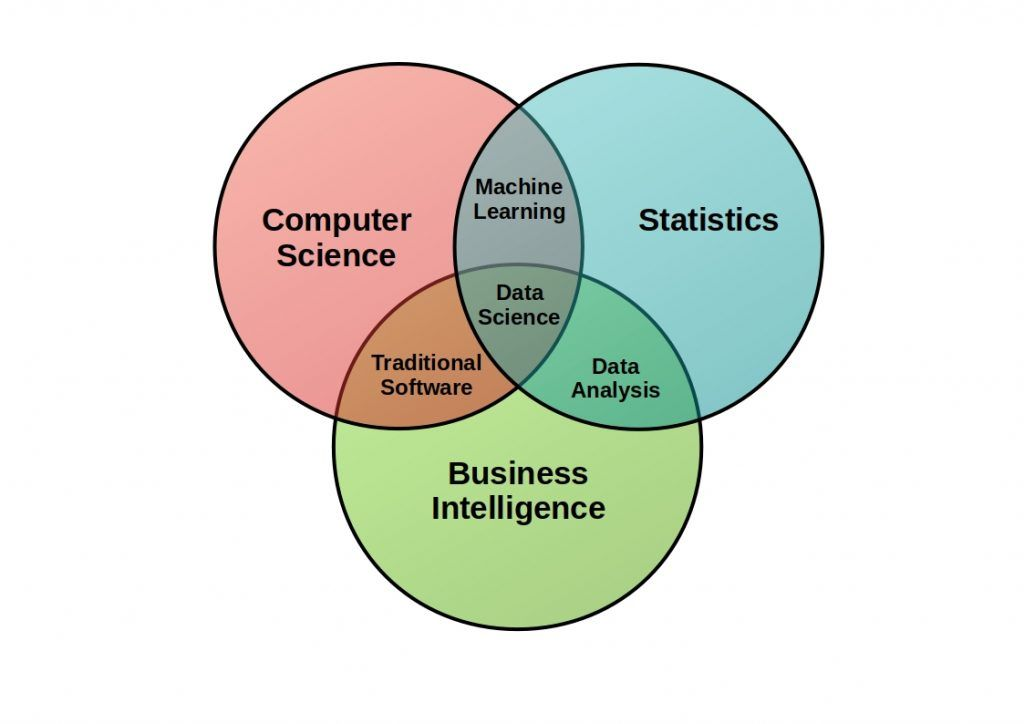 Computer
Science
Statistics
Machine
Learning
Data
Science
Traditional
Software
Data
Analysis
Business
Intelligence